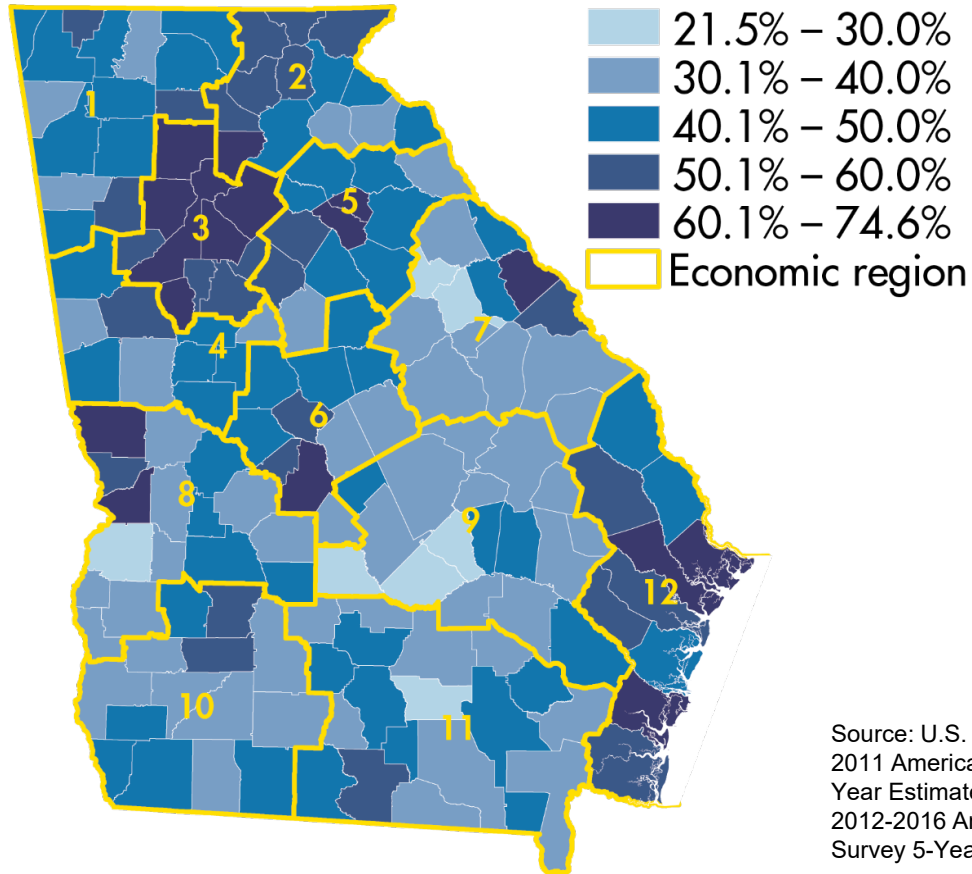 21.5% – 30.0%
30.1% – 40.0%
40.1% – 50.0%
50.1% – 60.0%
60.1% – 74.6%
Economic region
1
2
3
5
4
7
6
8
9
12
10
11
Source: U.S.
2011 America
Year Estimate
2012-2016 Ar
Survey 5-Yea